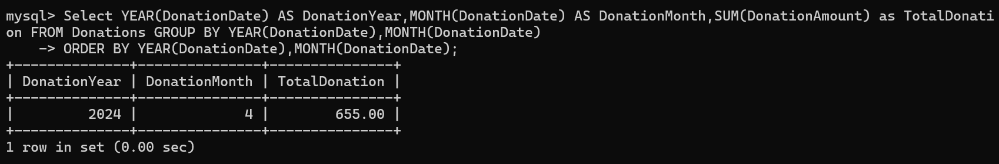 mysql> Select YEAR(DonationDate) AS DonationYear,MONTH(DonationDate) AS DonationMonth,SUM(DonationAmount) as TotalDonati
on FROM Donations GROUP BY YEAR(DonationDate),MONTH(DonationDate)
    -> ORDER BY YEAR(DonationDate),MONTH(DonationDate);
+--------------+---------------+---------------+
| DonationYear | DonationMonth | TotalDonation |
+--------------+---------------+---------------+
|         2024 |             4 |        655.00 |
+--------------+---------------+---------------+
1 row in set (0.00 sec)